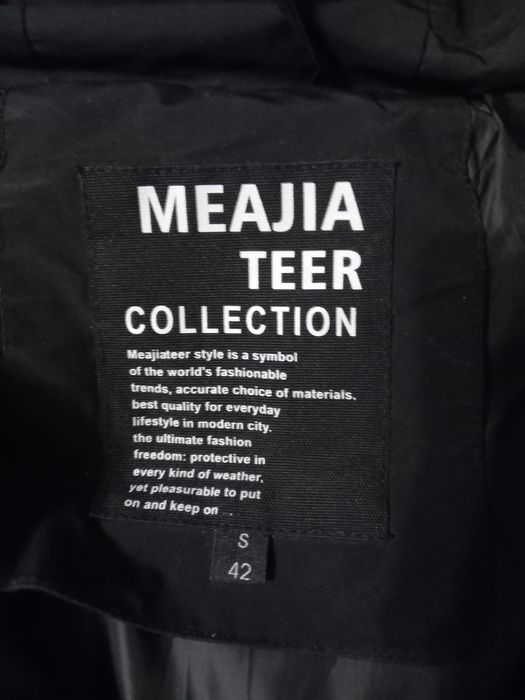 MEAJIA
TEER
COLLECTION
Meajiateer style is a symbol
of the world's fashionable
trends, accurate choice of materials.
best quality for everyday
lifestyle in modern city.
the ultimate fashion
freedom: protective in
every kind of weather,
yet pleasurable to put
on and keep on ...
S
42